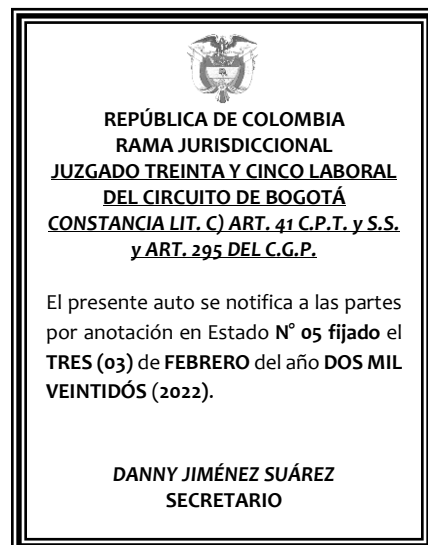 REPÚBLICA DE COLOMBIA
RAMA JURISDICCIONAL
JUZGADO TREINTA Y CINCO LABORAL
DEL CIRCUITO DE BOGOTÁ
CONSTANCIA LIT. C) ART. 41 C.P.T. y S.S.
y ART. 295 DEL C.G.P.
El presente auto se notifica a las partes
por anotación en Estado N° 05 fijado el
TRES (03) de FEBRERO del año DOS MIL
VEINTIDÓS (2022).
DANNY JIMÉNEZ SUÁREZ
SECRETARIO